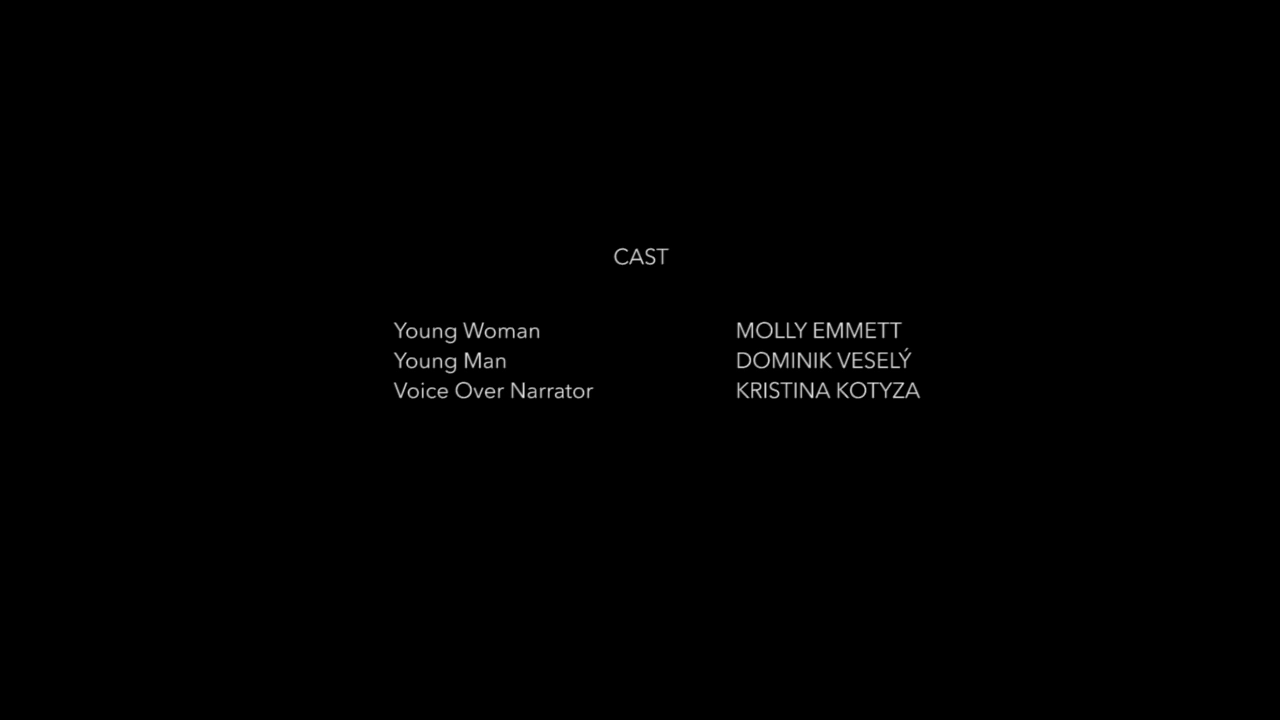 CAST
Young Woman MOLLY EMMETT
Young Man DOMINIK VESELÝ
Voice Over Narrator KRISTINA KOTYZA